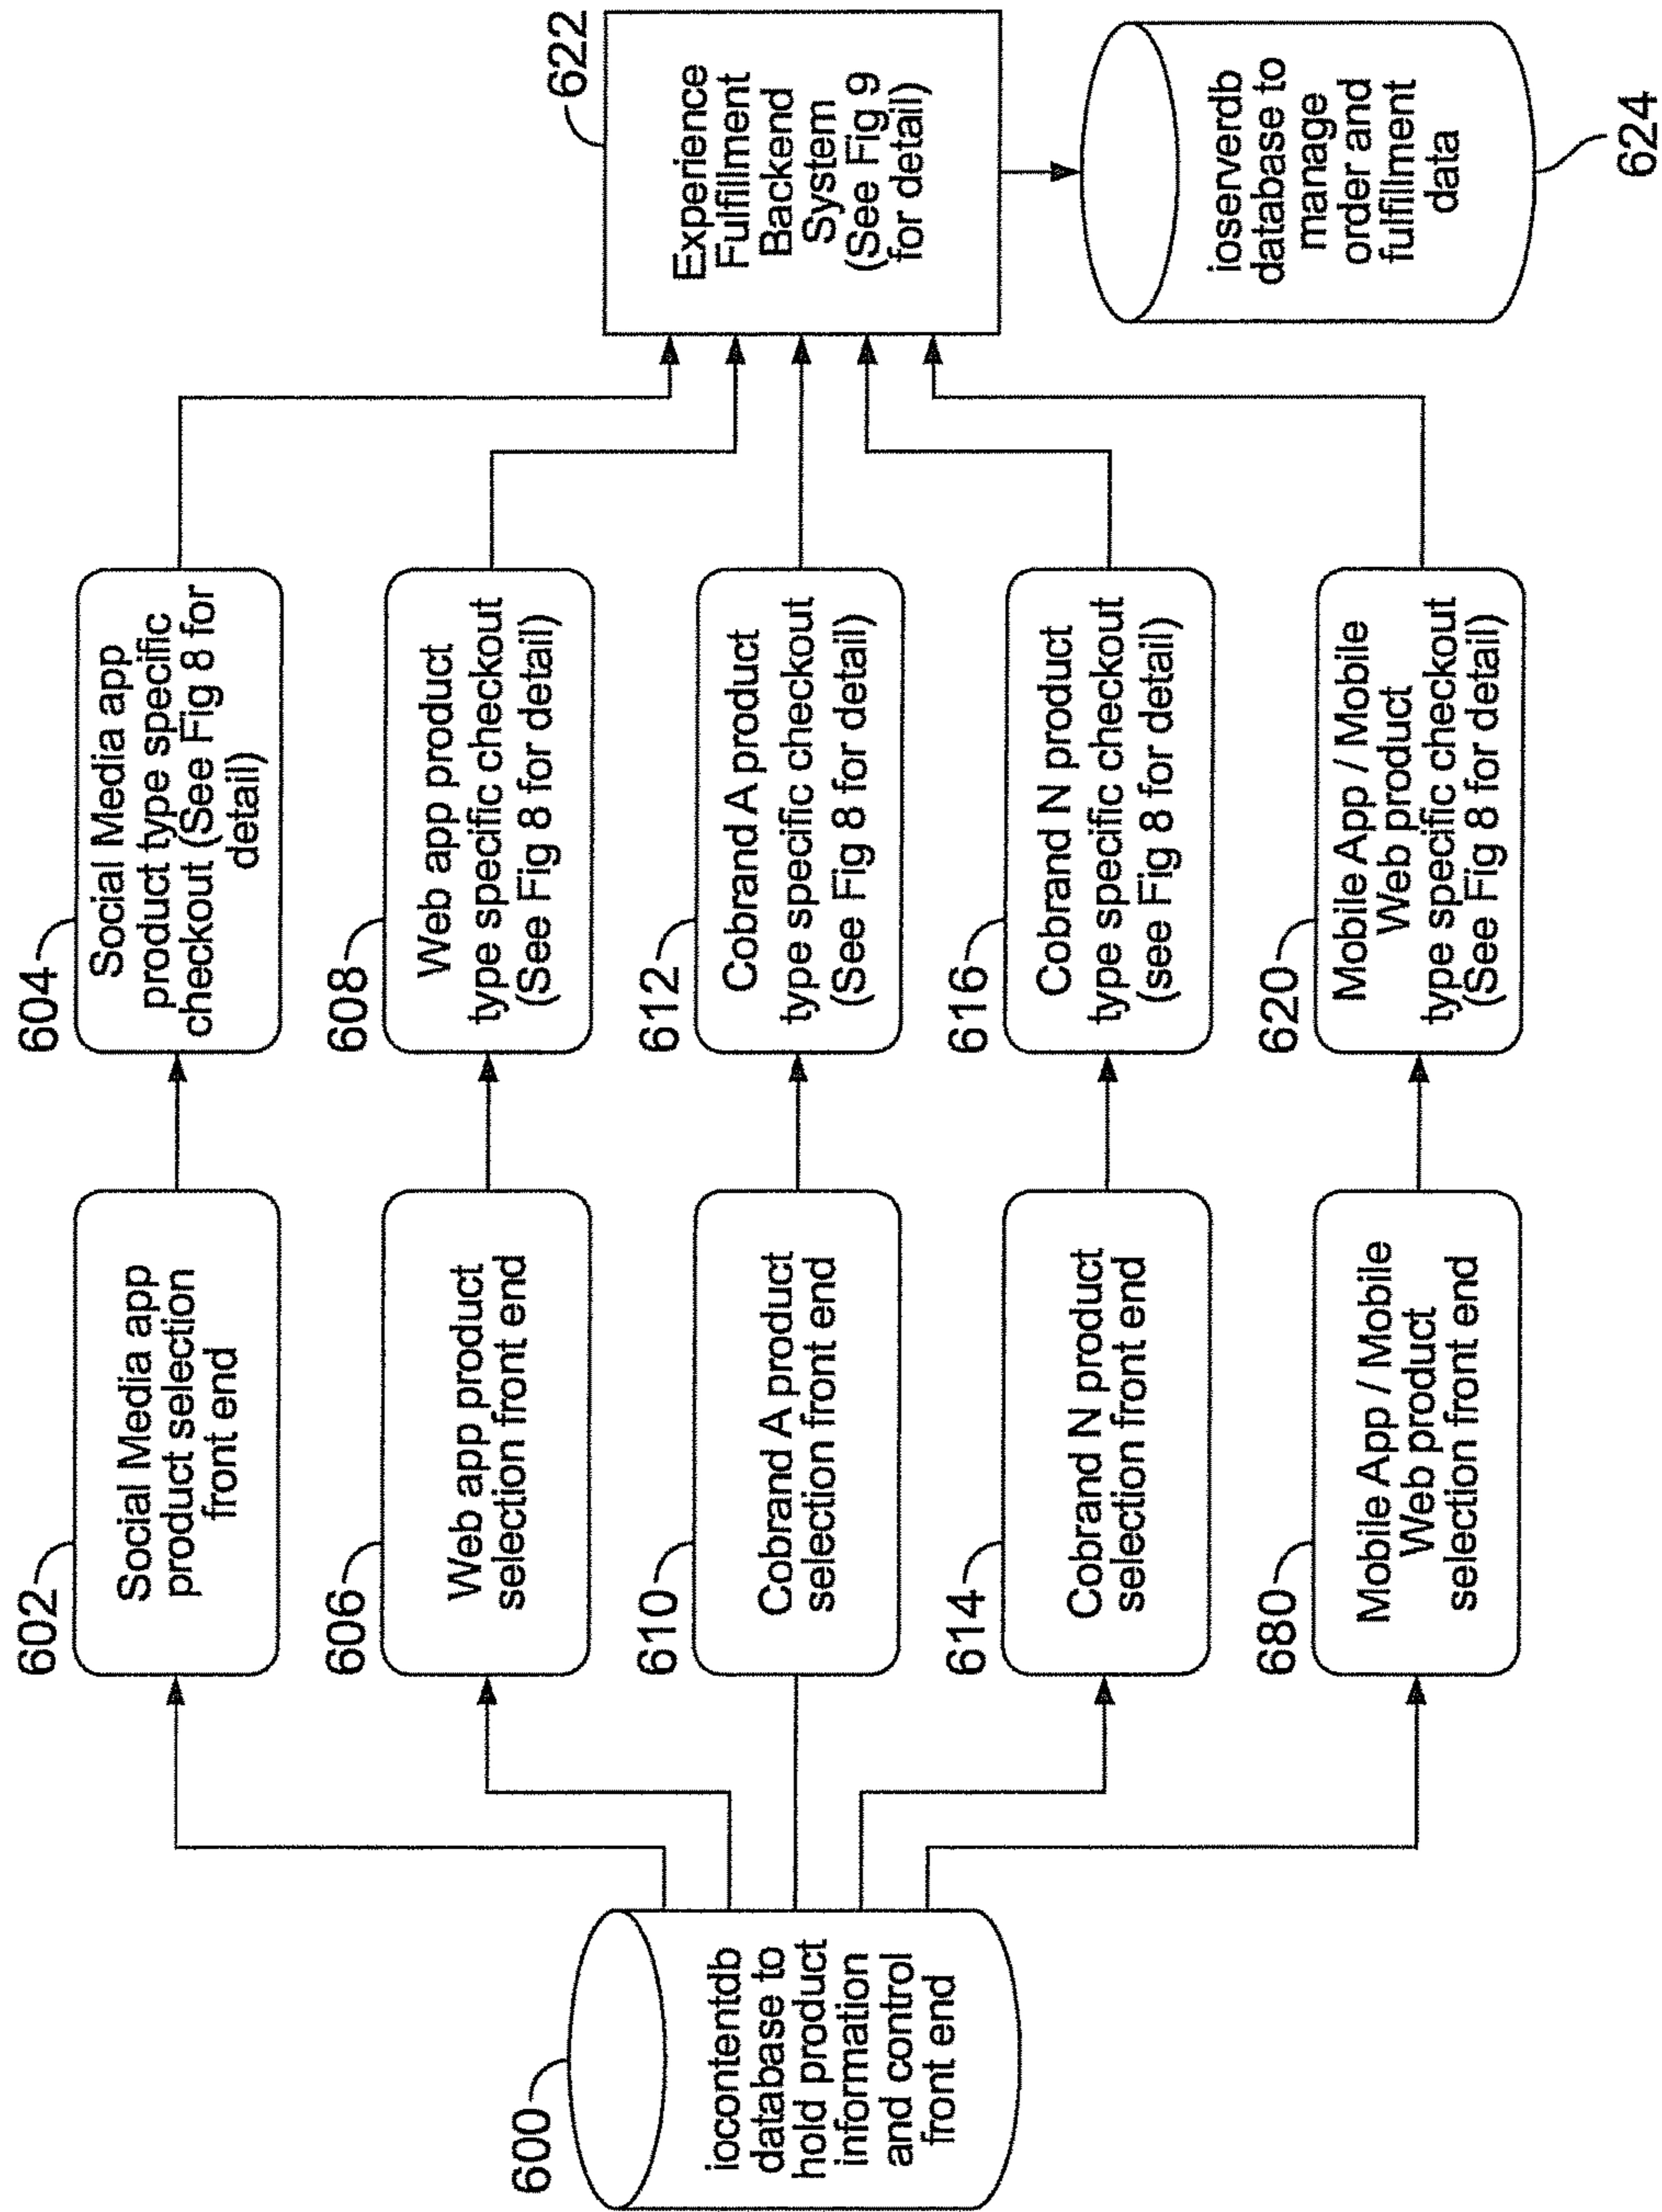 600
iocontentdb
database to
hold product
information
and control
front end
602
Social Media app
product selection
front end
604
Social Media app
product type specific
checkout (See Fig 8 for
detail)
606
Web app product
selection front end
608
Web app product
type specific checkout
(See Fig 8 for detail)
610
Cobrand A product
selection front end
612
Cobrand A product
type specific checkout
(See Fig 8 for detail)
614
Cobrand N product
selection front end
616
Cobrand N product
type specific checkout
(see Fig 8 for detail)
680
Mobile App / Mobile
Web product
selection front end
620
Mobile App / Mobile
Web product
type specific checkout
(See Fig 8 for detail)
622
Experience
Fulfillment
Backend
System
(See Fig 9
for detail)
ioserverdb
database to
manage
order and
fulfillment
data
624